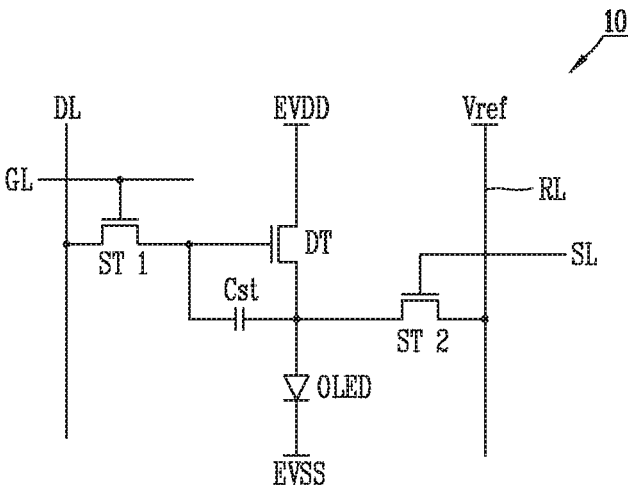 10
DL
EVDD
Vref
GL
RL
ST 1
DT
SL
Cst
ST 2
OLED
EVSS